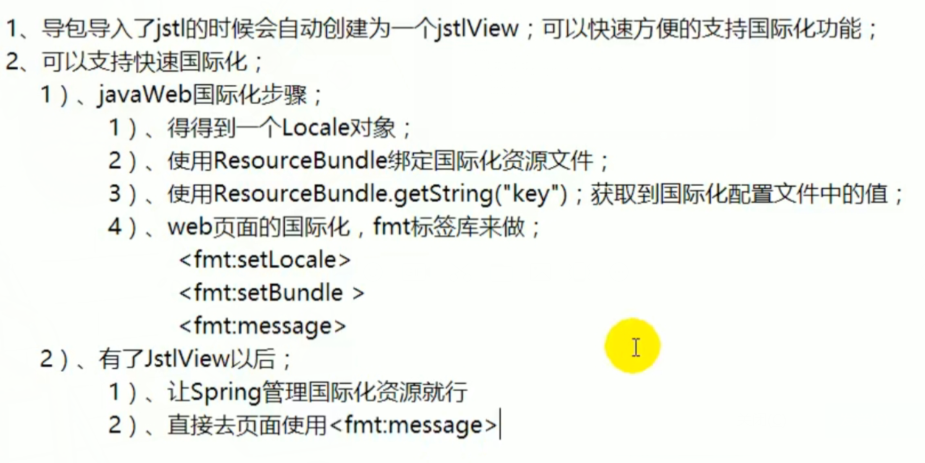 1、导包导入了jstl的时候会自动创建为一个jstlView；可以快速方便的支持国际化功能；
2、可以支持快速国际化；
1）、javaWeb国际化步骤；
1）、得得到一个Locale对象；
2）、使用ResourceBundle绑定国际化资源文件；
3）、使用ResourceBundle.getString("key")；获取到国际化配置文件中的值；
4）、web页面的国际化，fmt标签库来做；
<fmt:setLocale>
<fmt:setBundle >
<fmt:message>
2）、有了JstlView以后；
1）、让Spring管理国际化资源就行
2）、直接去页面使用<fmt:message>